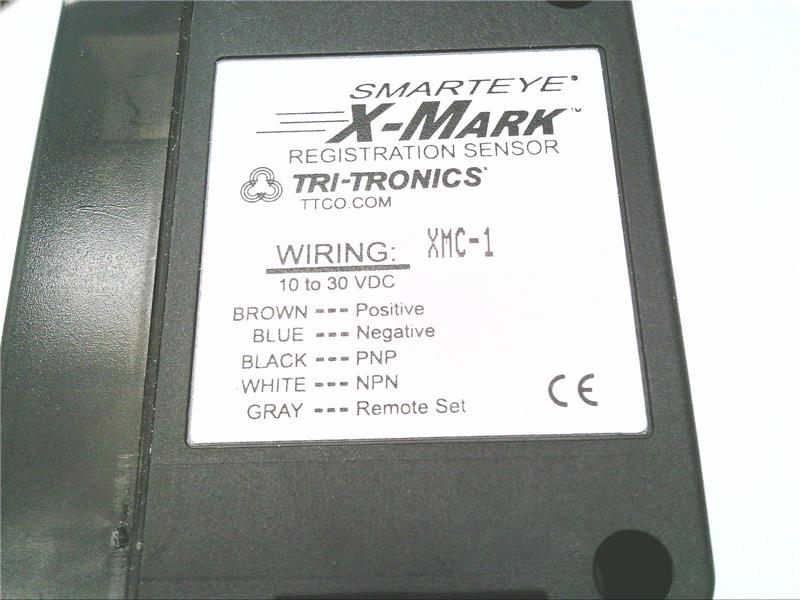 SMARTEYE®
X-MARK™
REGISTRATION SENSOR
TRI-TRONICS®
TTCO.COM
WIRING: XMC-1
10 to 30 VDC
BROWN --- Positive
BLUE --- Negative
BLACK --- PNP
WHITE --- NPN
GRAY --- Remote Set
CE